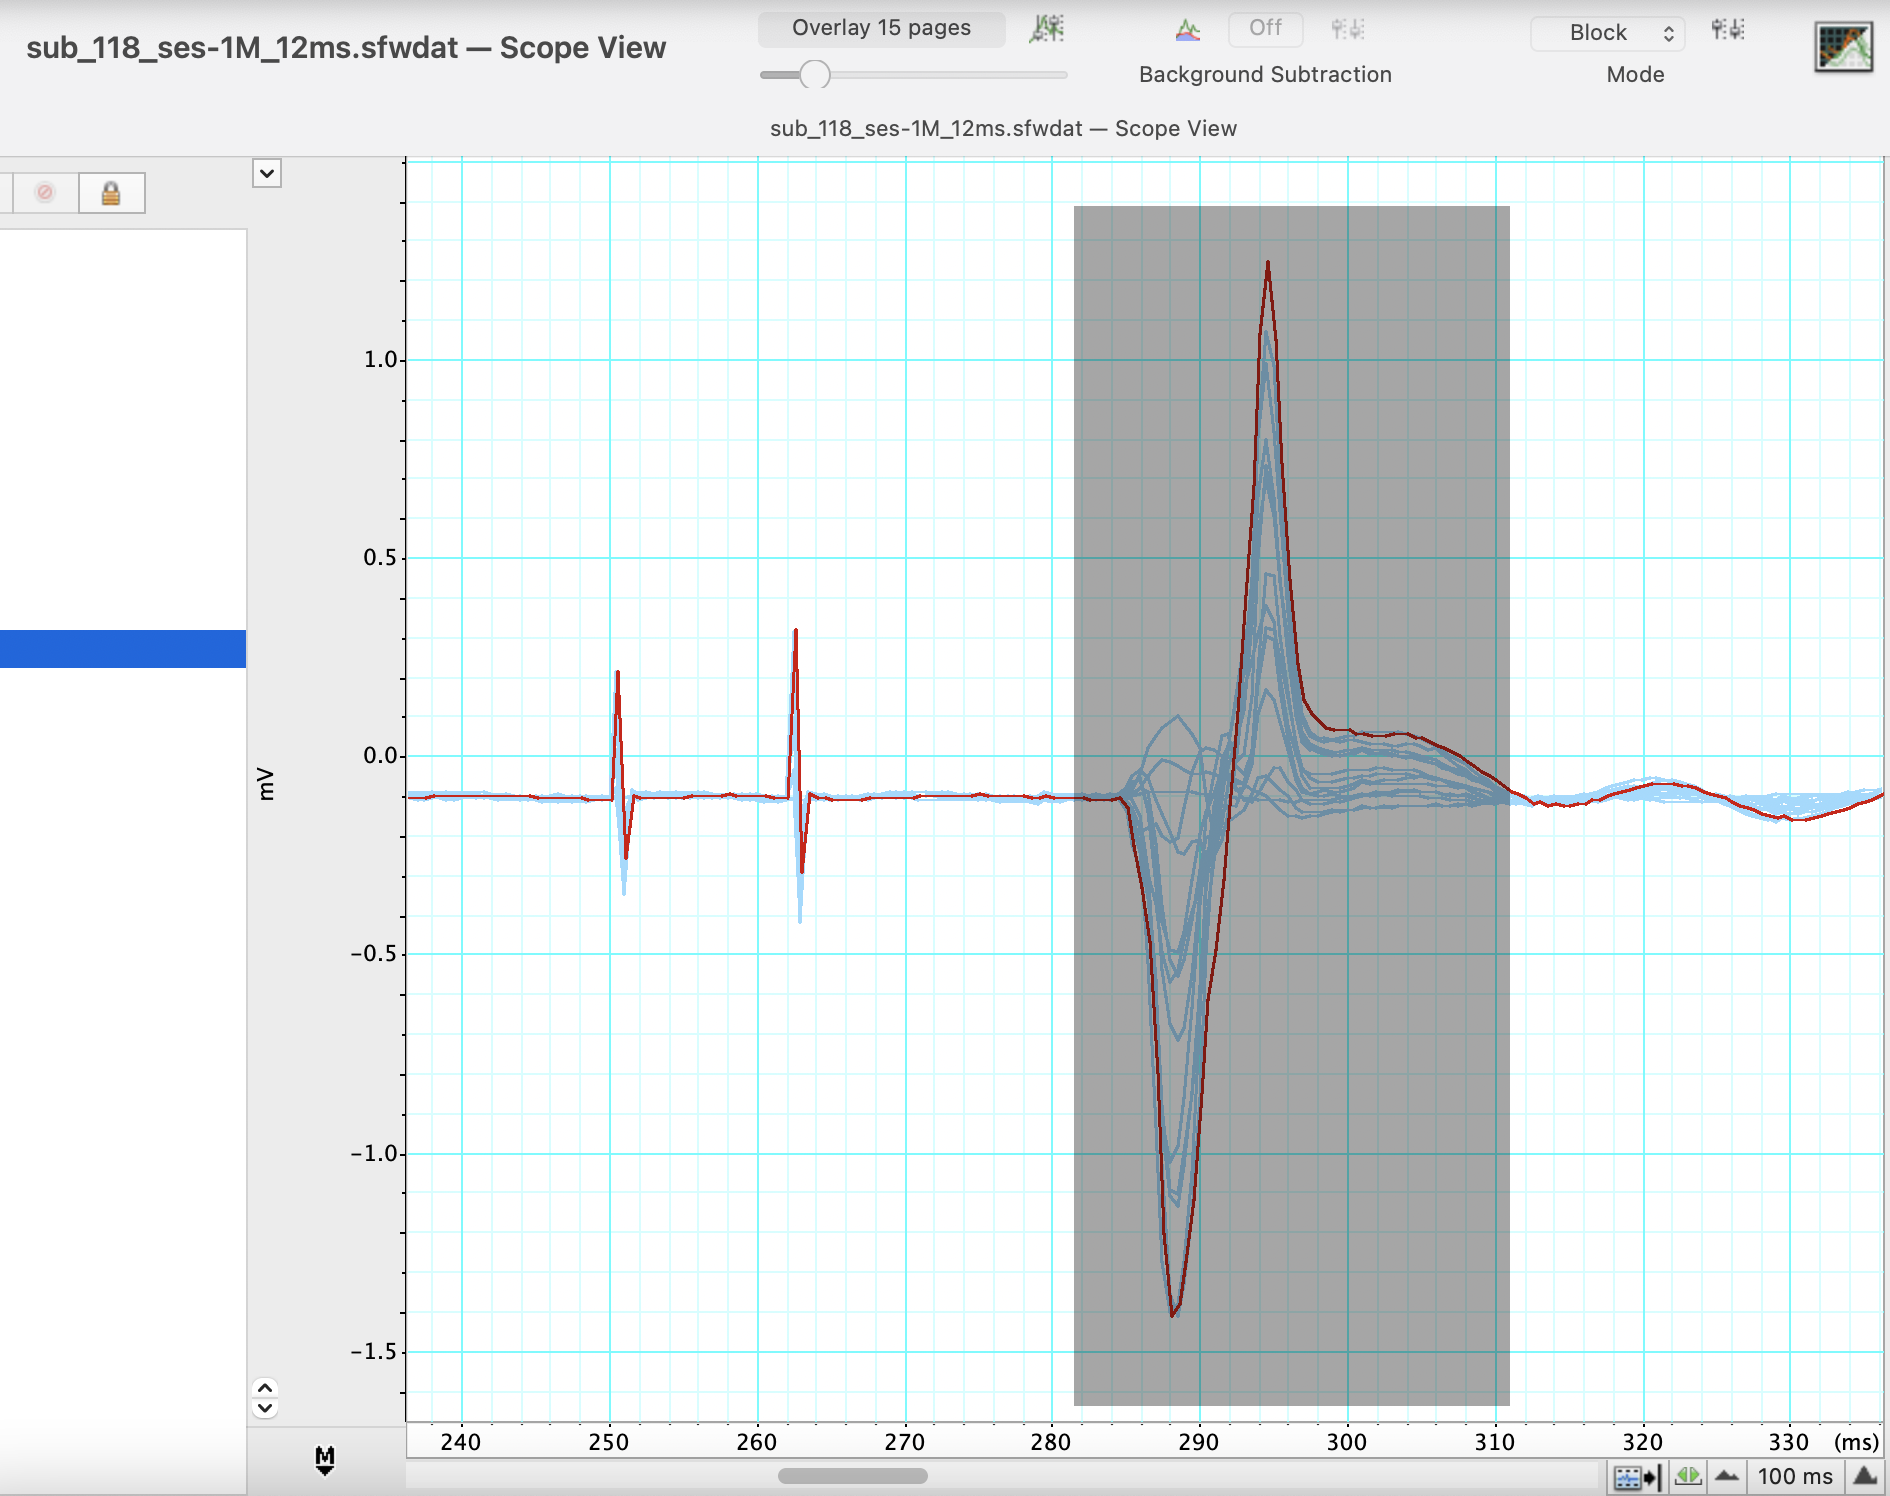 sub_118_ses-1M_12ms.sfwdat — Scope View
Overlay 15 pages
Off
Background Subtraction
Block
Mode
sub_118_ses-1M_12ms.sfwdat — Scope View
mV
1.0
0.5
0.0
-0.5
-1.0
-1.5
M
240 250 260 270 280 290 300 310 320 330 (ms)
100 ms